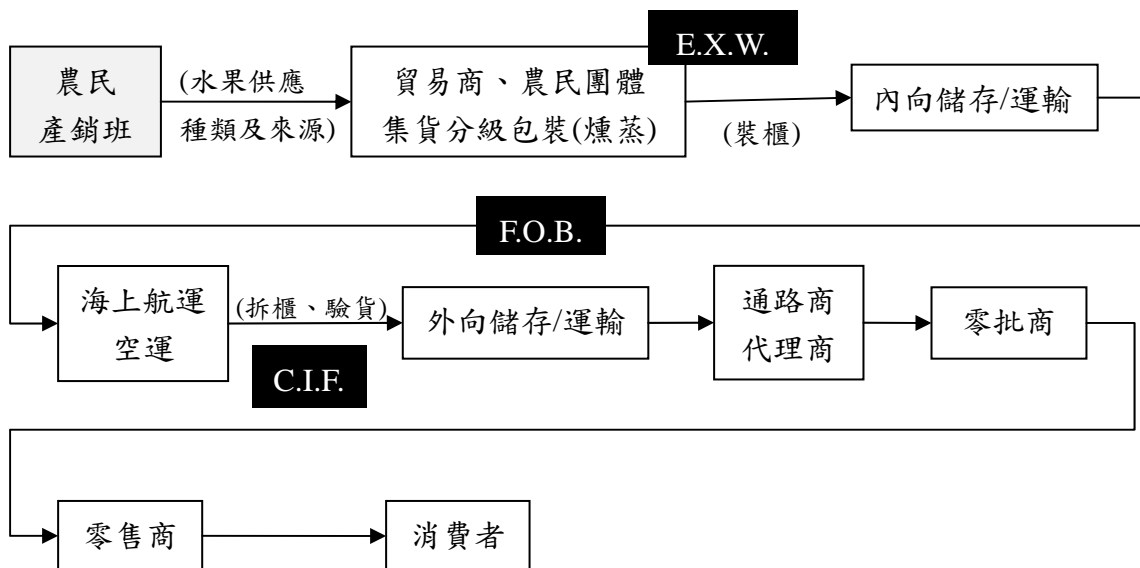 E.X.W.
農民
產銷班
(水果供應
種類及來源)
貿易商、農民團體
集貨分級包裝(燻蒸)
(裝櫃)
內向儲存/運輸
F.O.B.
海上航運
空運
(拆櫃、驗貨)
C.I.F.
外向儲存/運輸
通路商
代理商
零批商
零售商
消費者